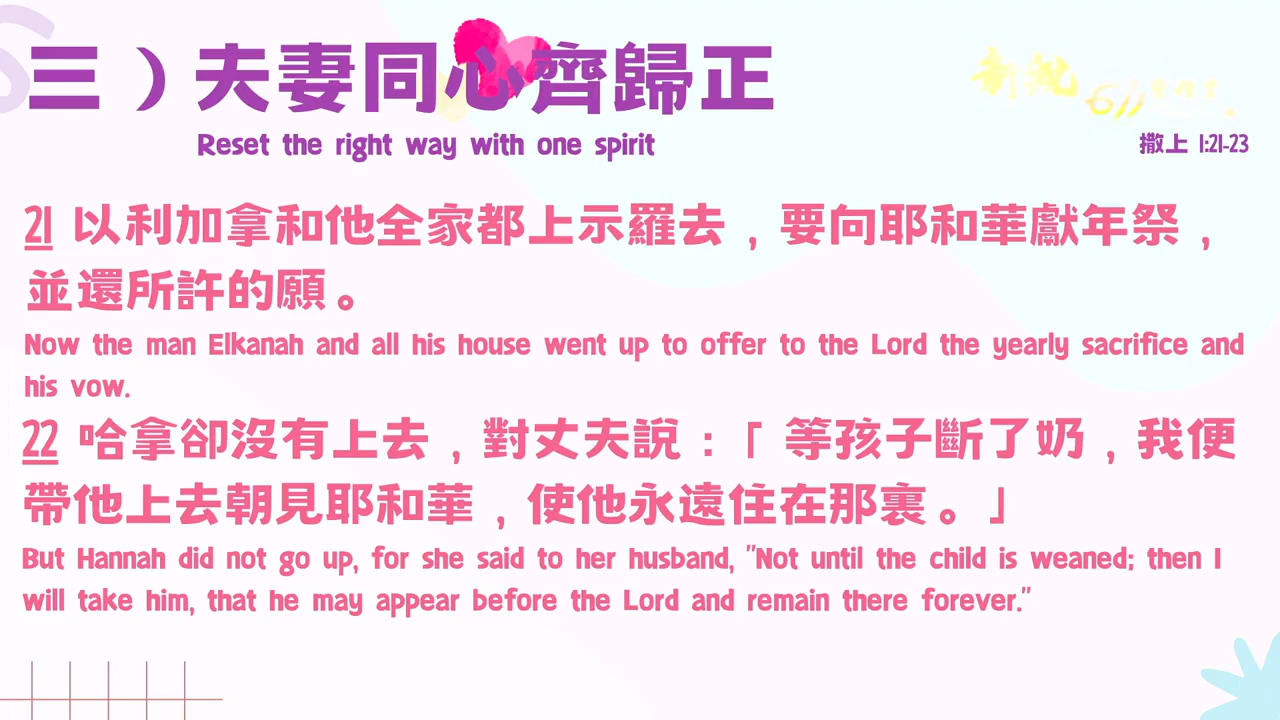 三）夫妻同心齊歸正
Reset the right way with one spirit
撒上 1:21-23
21 以利加拿和他全家都上示羅去，要向耶和華獻年祭，
並還所許的願。
Now the man Elkanah and all his house went up to offer to the Lord the yearly sacrifice and
his vow.
22 哈拿卻沒有上去，對丈夫說：「等孩子斷了奶，我便
帶他上去朝見耶和華，使他永遠住在那裏。」
But Hannah did not go up, for she said to her husband, "Not until the child is weaned; then I
will take him, that he may appear before the Lord and remain there forever."